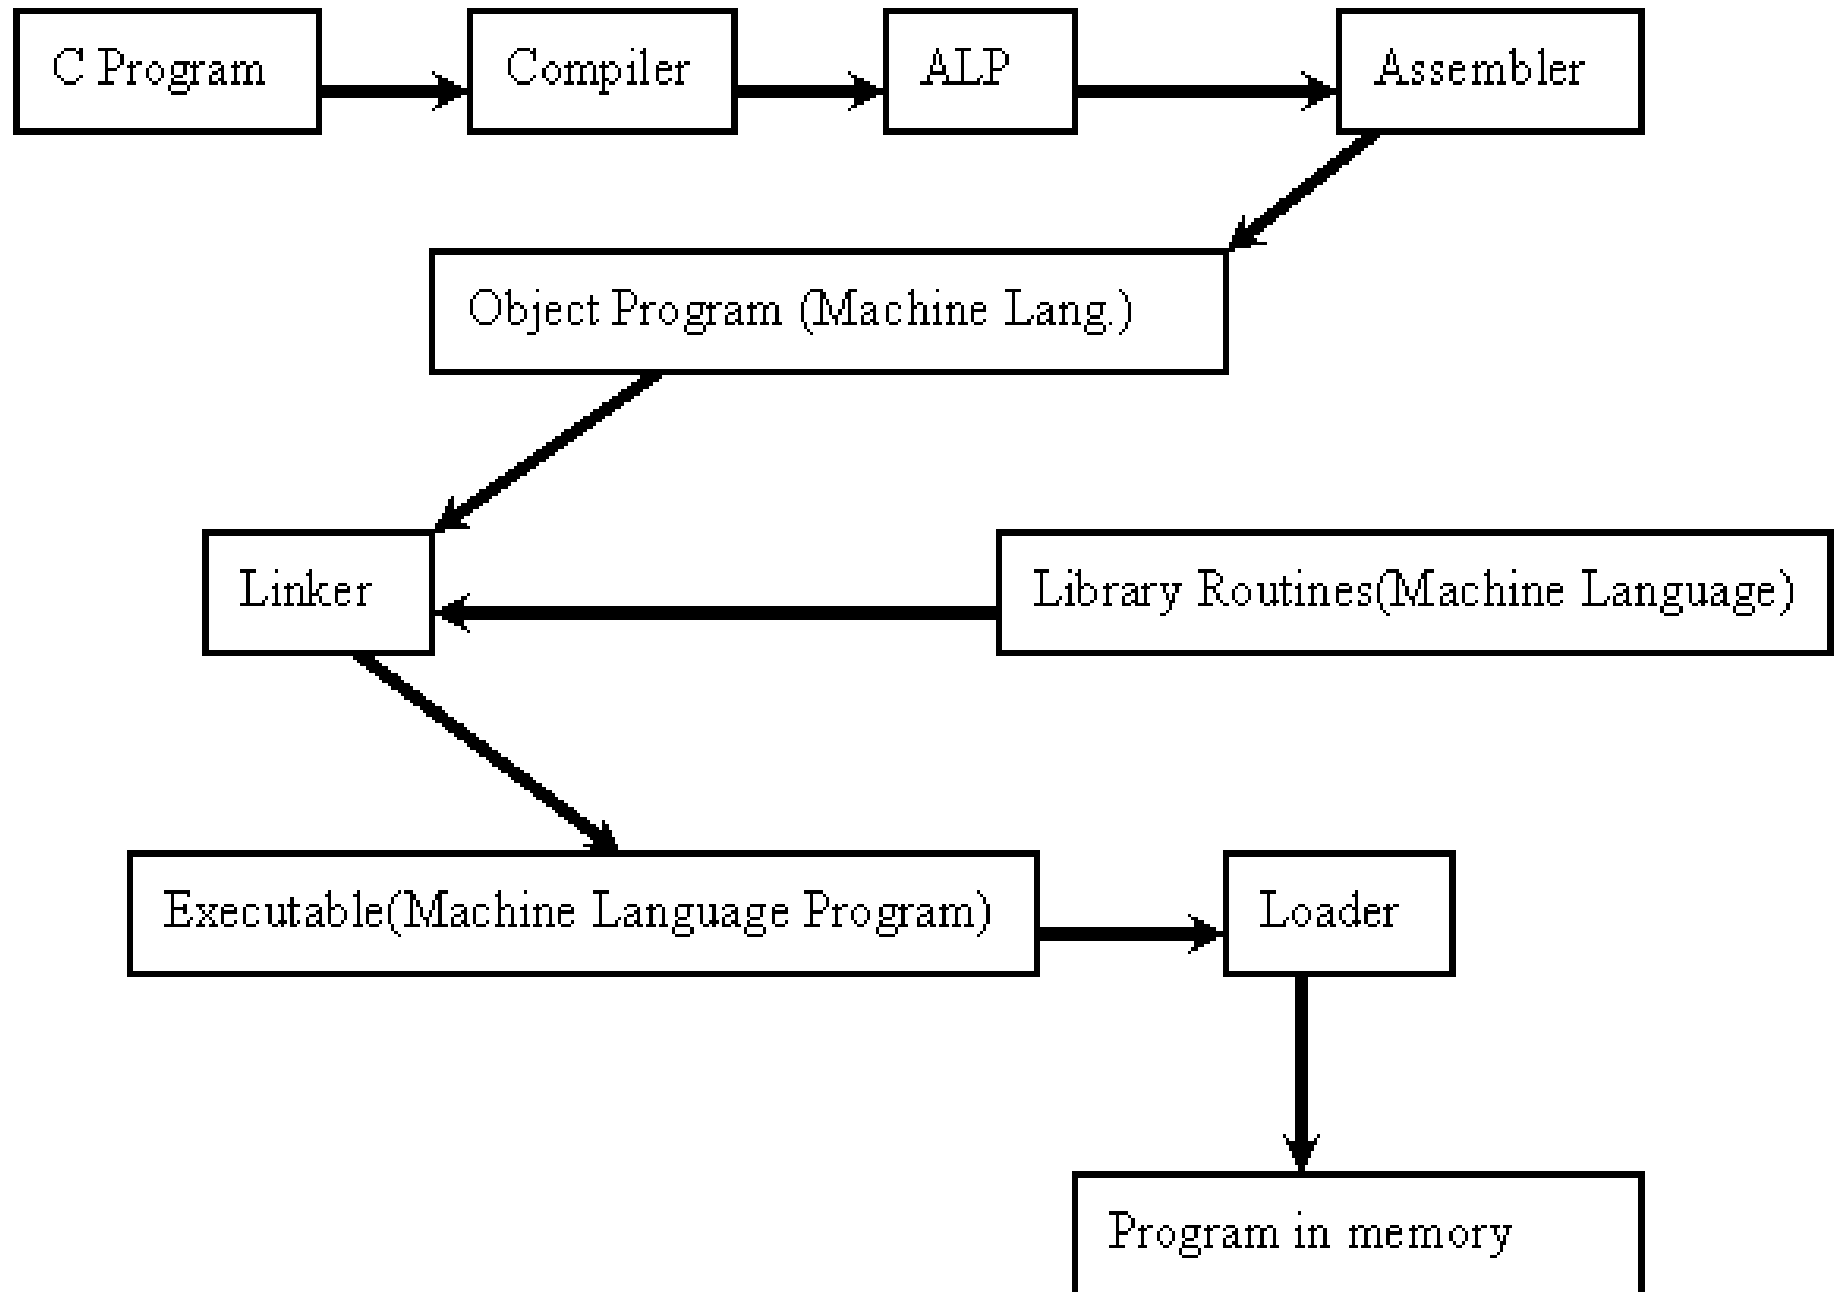 C Program
Compiler
ALP
Assembler
Object Program (Machine Lang.)
Linker
Library Routines(Machine Language)
Executable(Machine Language Program)
Loader
Program in memory